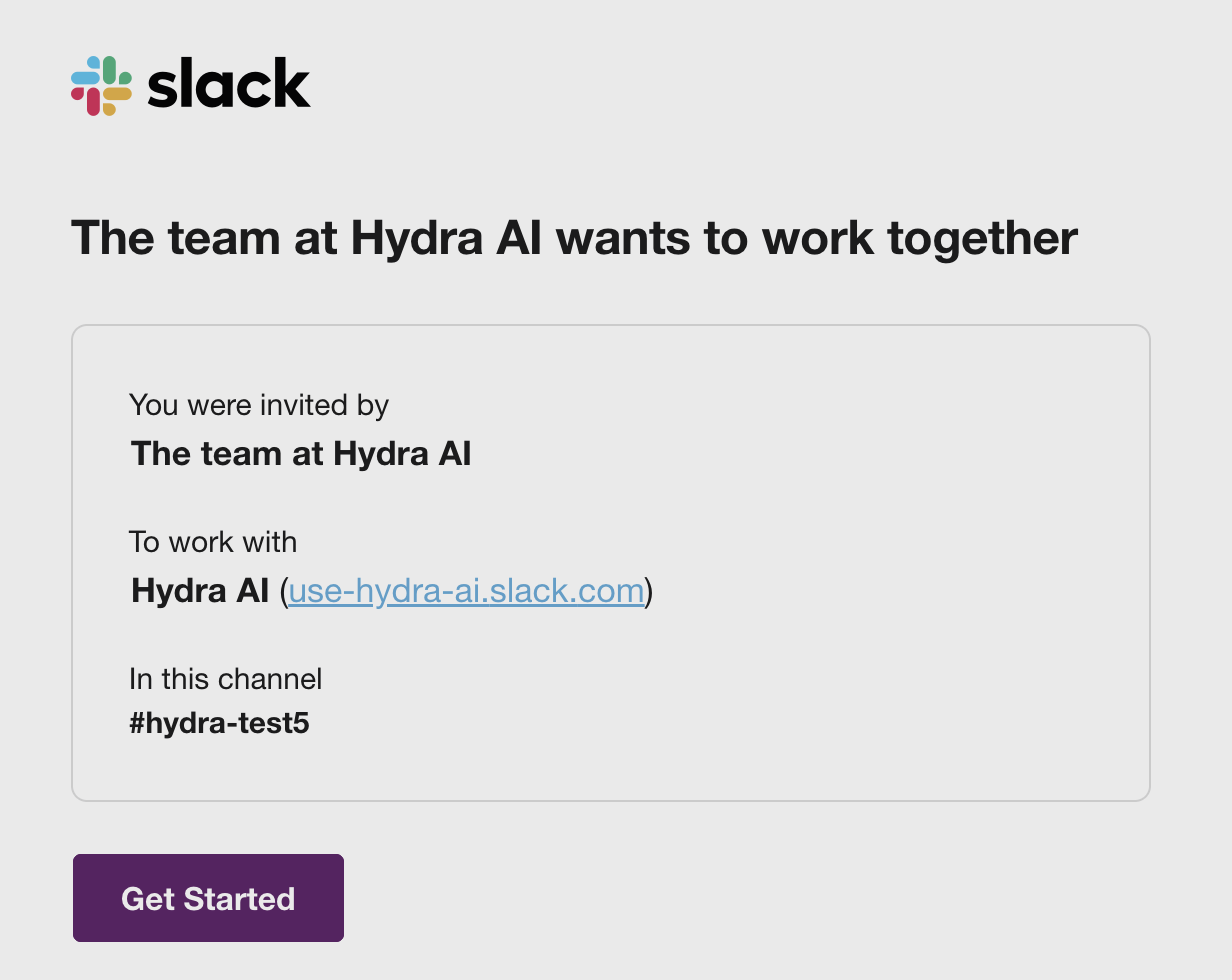 slack
The team at Hydra AI wants to work together
You were invited by
The team at Hydra AI
To work with
Hydra AI (use-hydra-ai.slack.com)
In this channel
#hydra-test5
Get Started